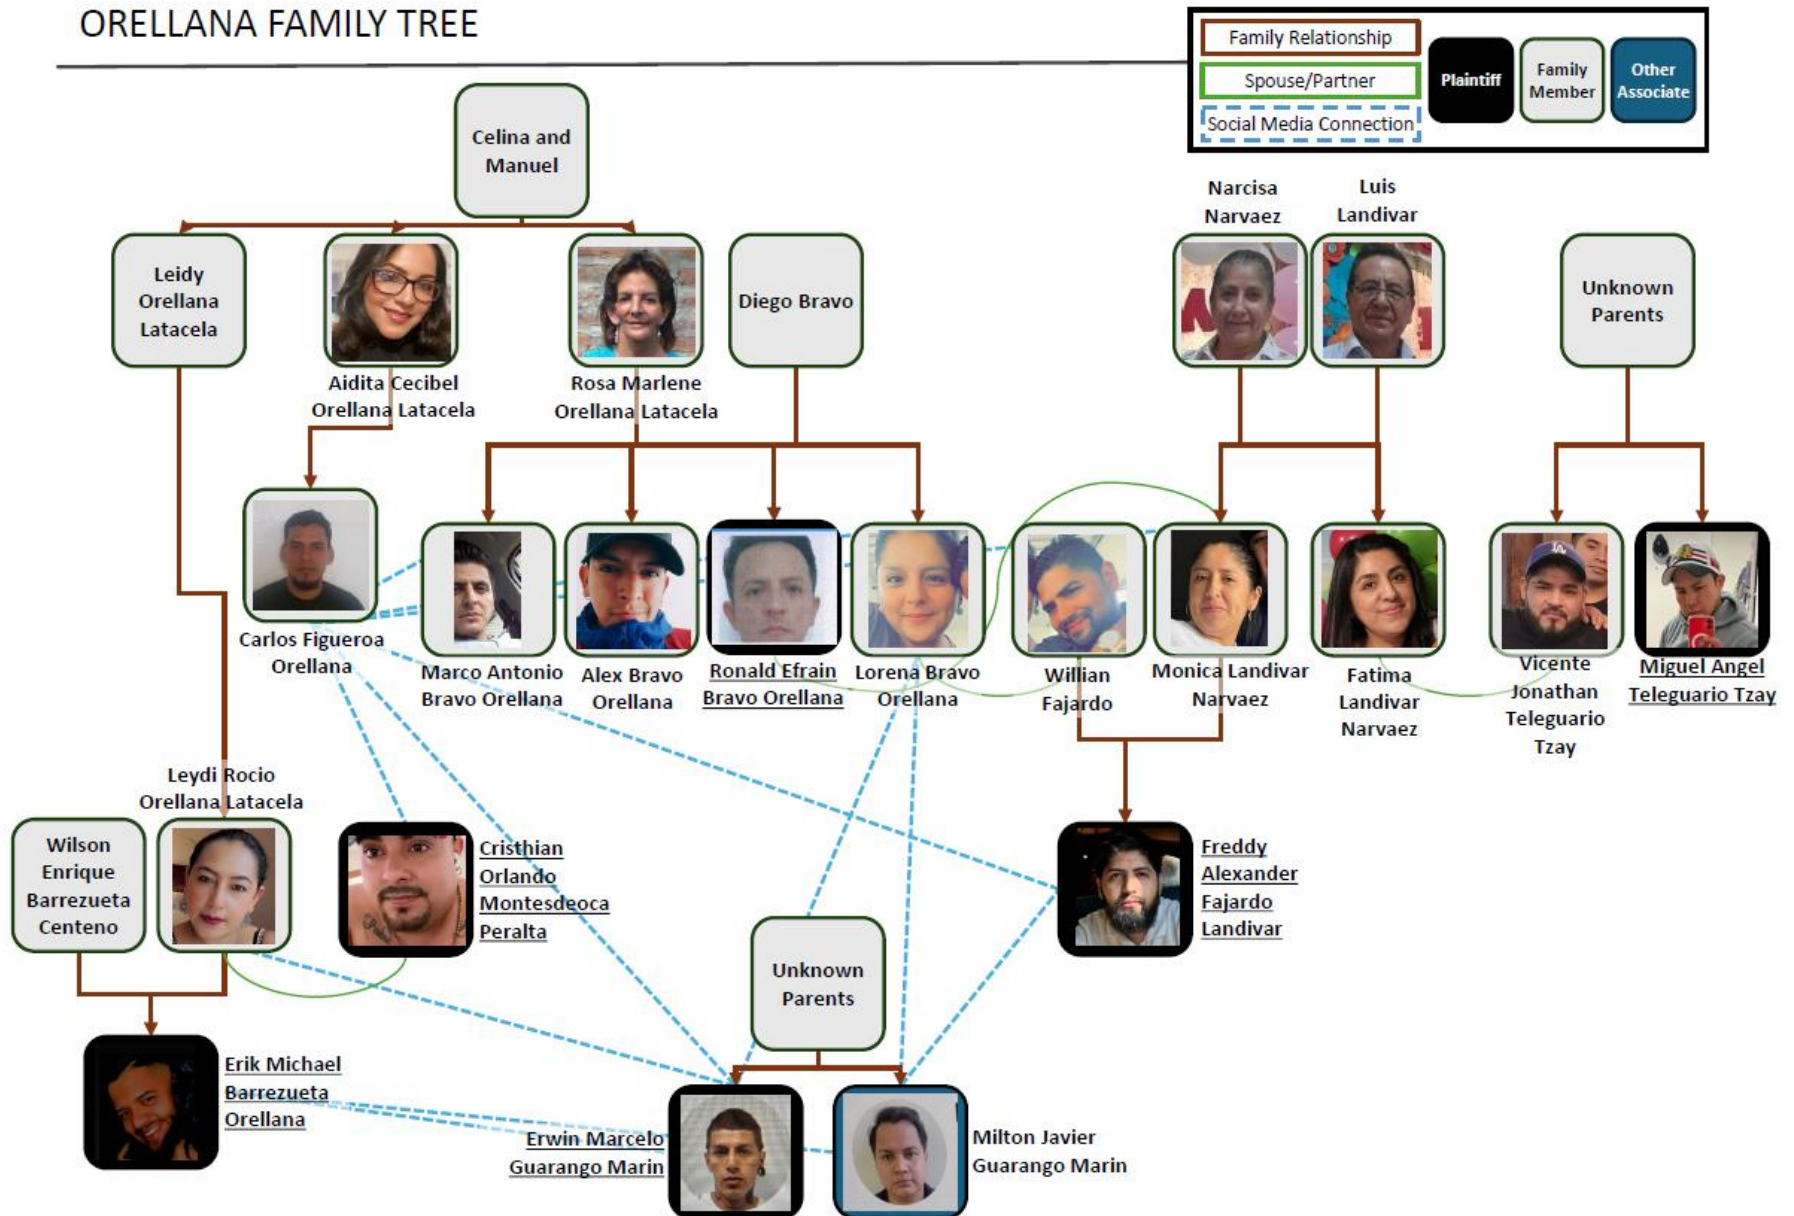 ORELLANA FAMILY TREE
Family Relationship
Spouse/Partner
Social Media Connection
Plaintiff
Family
Member
Other
Associate
Celina and
Manuel
Narcisa
Narvaez
Luis
Landivar
Leidy
Orellana
Latacela
Diego Bravo
Unknown
Parents
Aidita Cecibel
Orellana Latacela
Rosa Marlene
Orellana Latacela
Carlos Figueroa
Orellana
Marco Antonio
Bravo Orellana
Alex Bravo
Orellana
Ronald Efrain
Bravo Orellana
Lorena Bravo
Orellana
Willian
Fajardo
Monica Landivar
Narvaez
Fatima
Landivar
Narvaez
Vicente
Jonathan
Teleguario
Tzay
Miguel Angel
Teleguario Tzay
Leydi Rocio
Orellana Latacela
Wilson
Enrique
Barrezueta
Centeno
Cristhian
Orlando
Montesdeoca
Peralta
Freddy
Alexander
Fajardo
Landivar
Unknown
Parents
Erik Michael
Barrezueta
Orellana
Erwin Marcelo
Guarango Marin
Milton Javier
Guarango Marin